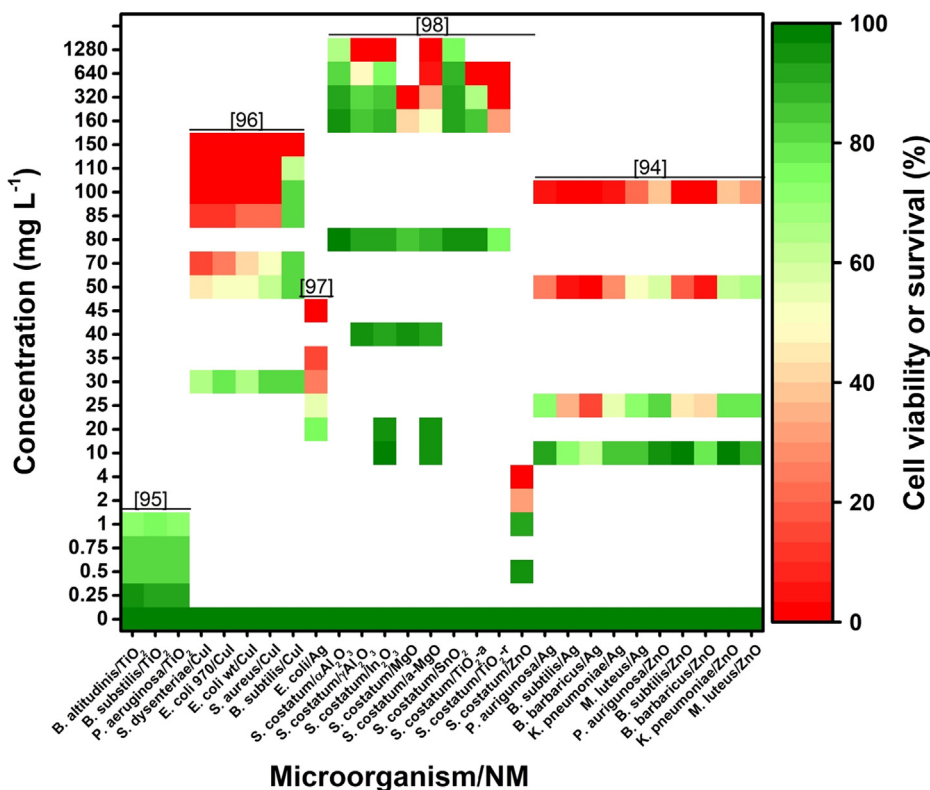 1280
640
320
160
150
110
100
85
80
70
50
45
40
35
30
25
20
10
4
2
1
0.75
0.5
0.25
0
Concentration (mg L⁻¹)
[95]
[96]
[97]
[98]
[94]
B. altitudinis/TiO₂
B. substilis/TiO₂
P. aeruginosa/TiO₂
S. dysenteriae/CuI
E. coli 970/CuI
E. coli wt/CuI
S. aureus/CuI
B. subtilis/CuI
E. coli/Ag
S. costatum/αAl₂O₃
S. costatum/γAl₂O₃
S. costatum/In₂O₃
S. costatum/MgO
S. costatum/a-MgO
S. costatum/SnO₂
S. costatum/TiO₂-a
S. costatum/TiO₂-r
S. costatum/ZnO
P. aurigunosa/Ag
B. subtilis/Ag
B. barbaricus/Ag
K. pneumonia/Ag
M. luteus/Ag
P. aurigunosa/ZnO
B. subtilis/ZnO
B. barbaricus/ZnO
K. pneumoniae/ZnO
M. luteus/ZnO
Microorganism/NM
100
80
60
40
20
0
Cell viability or survival (%)